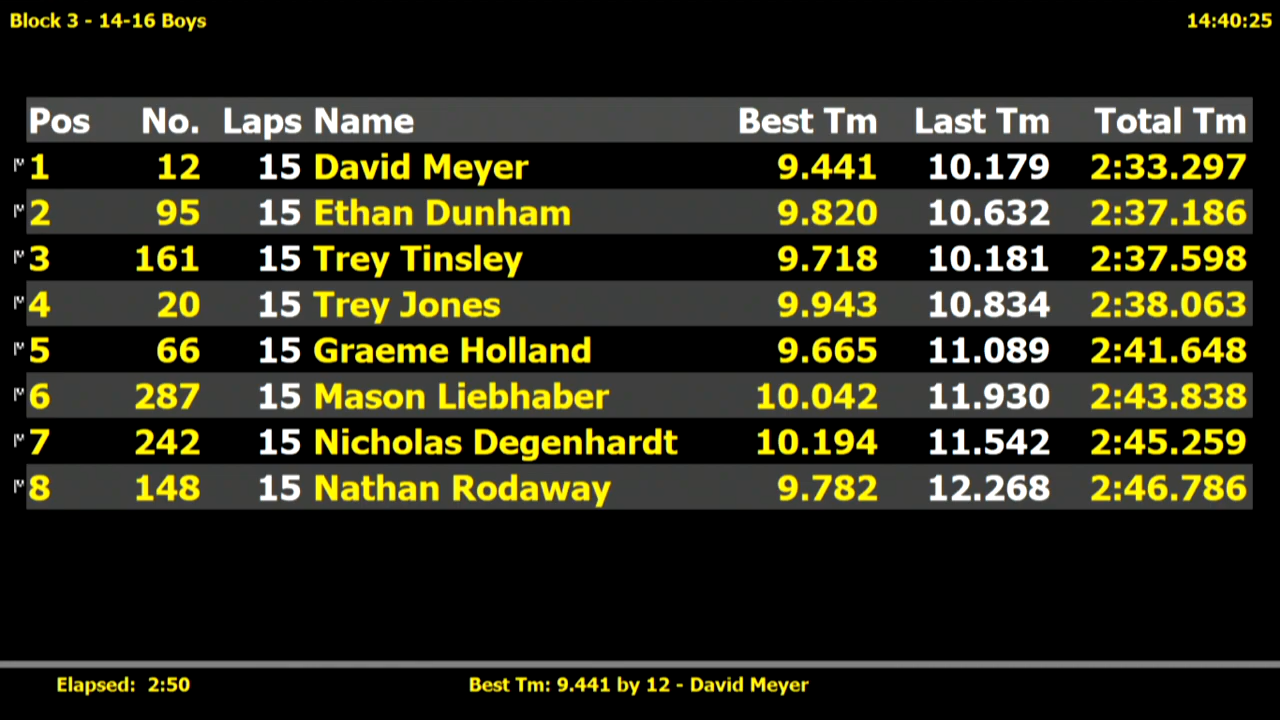 Block 3 - 14-16 Boys 14:40:25
Pos No. Laps Name Best Tm Last Tm Total Tm
1 12 15 David Meyer 9.441 10.179 2:33.297
2 95 15 Ethan Dunham 9.820 10.632 2:37.186
3 161 15 Trey Tinsley 9.718 10.181 2:37.598
4 20 15 Trey Jones 9.943 10.834 2:38.063
5 66 15 Graeme Holland 9.665 11.089 2:41.648
6 287 15 Mason Liebhaber 10.042 11.930 2:43.838
7 242 15 Nicholas Degenhardt 10.194 11.542 2:45.259
8 148 15 Nathan Rodaway 9.782 12.268 2:46.786
Elapsed: 2:50 Best Tm: 9.441 by 12 - David Meyer